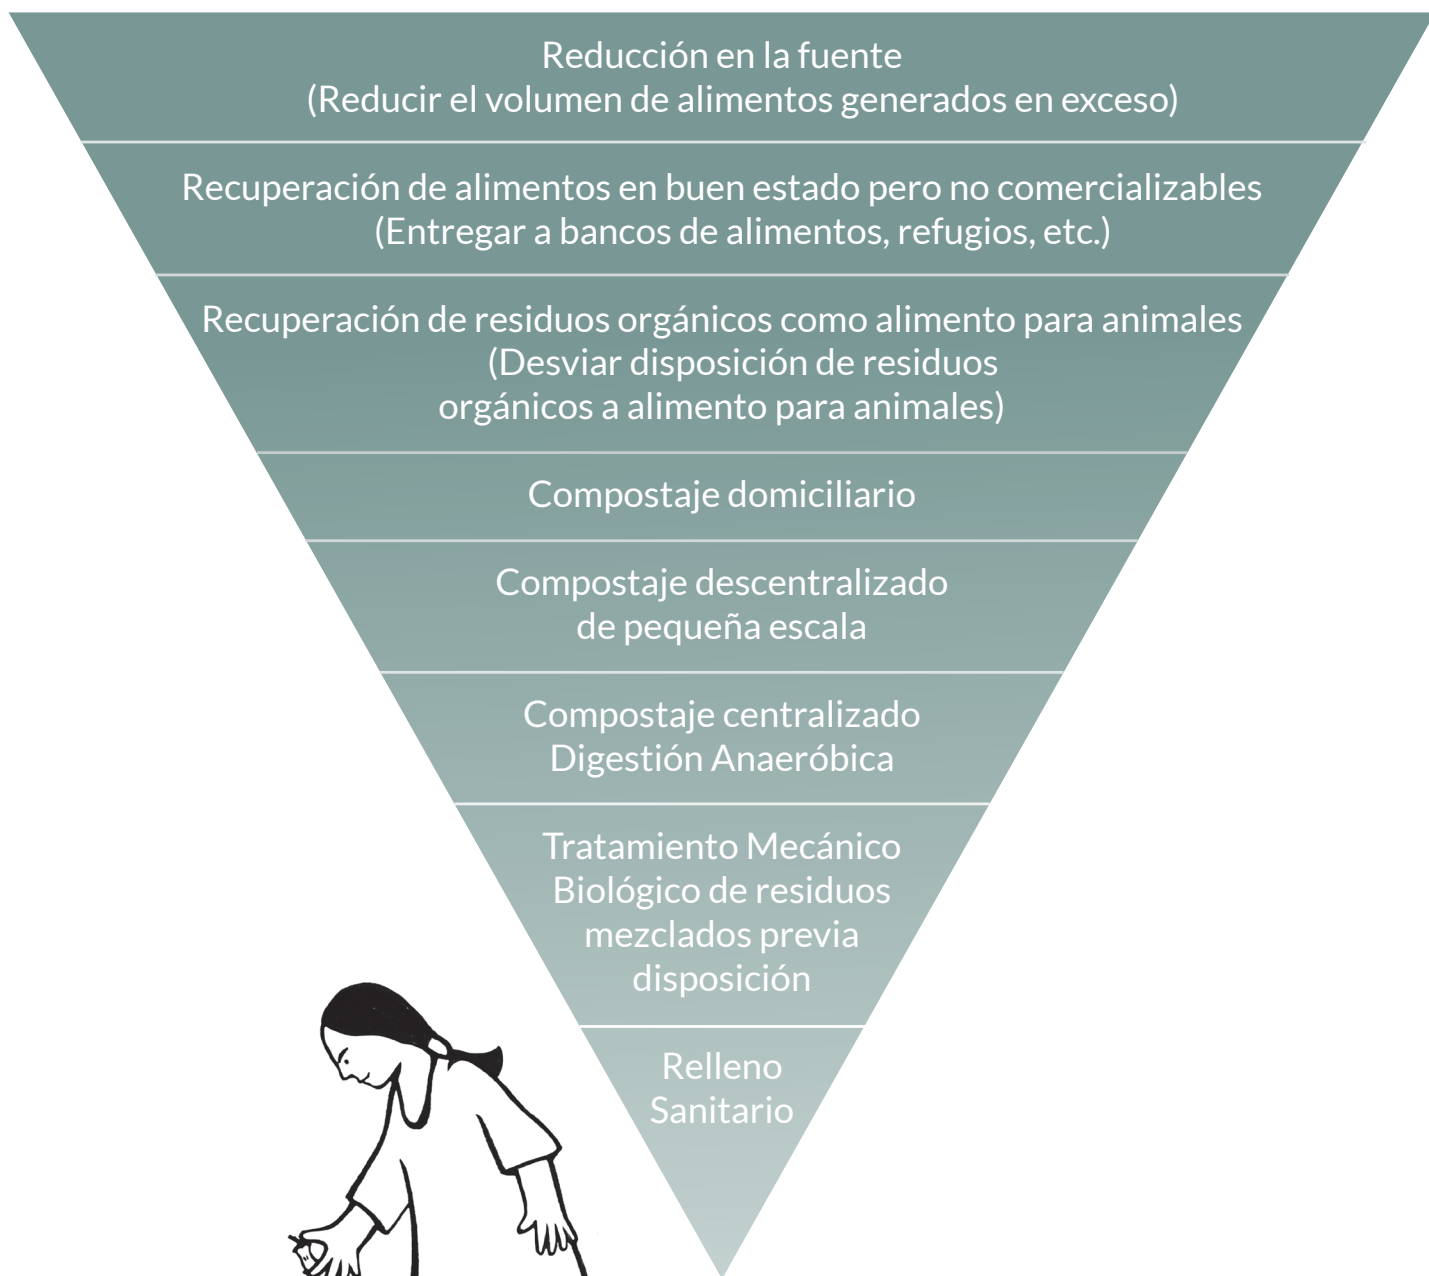 Reducción en la fuente
(Reducir el volumen de alimentos generados en exceso)
Recuperación de alimentos en buen estado pero no comercializables
(Entregar a bancos de alimentos, refugios, etc.)
Recuperación de residuos orgánicos como alimento para animales
(Desviar disposición de residuos
orgánicos a alimento para animales)
Compostaje domiciliario
Compostaje descentralizado
de pequeña escala
Compostaje centralizado
Digestión Anaeróbica
Tratamiento Mecánico
Biológico de residuos
mezclados previa
disposición
Relleno
Sanitario